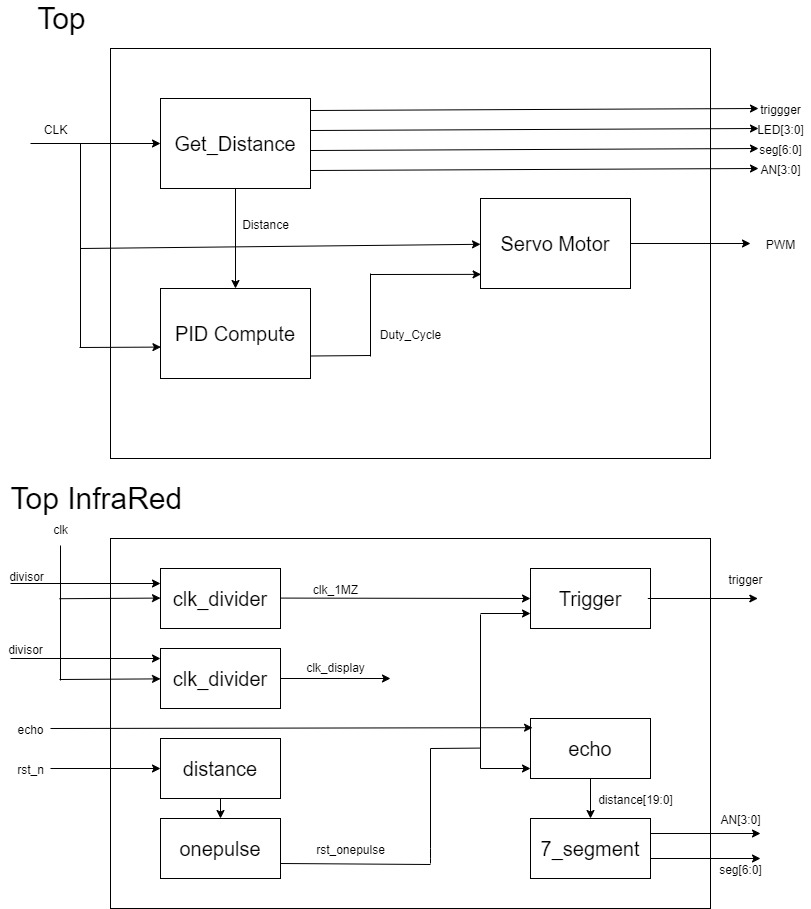 Top
CLK
Get_Distance
triggger
LED[3:0]
seg[6:0]
AN[3:0]
Distance
Servo Motor
PWM
PID Compute
Duty_Cycle
Top InfraRed
clk
divisor
clk_divider
clk_1MZ
Trigger
trigger
divisor
clk_divider
clk_display
echo
echo
rst_n
distance
distance[19:0]
onepulse
rst_onepulse
7_segment
AN[3:0]
seg[6:0]